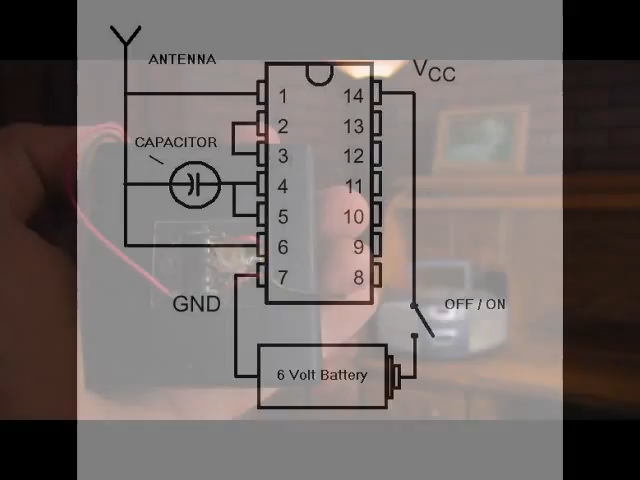 ANTENNA
V CC
1 14
2 13
CAPACITOR
3 12
4 11
5 10
6 9
7 8
GND
OFF / ON
6 Volt Battery